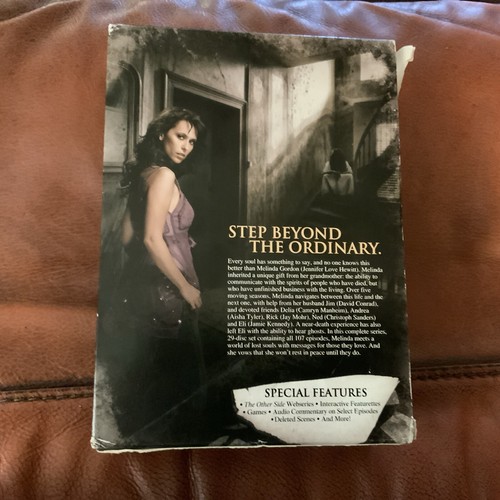 STEP BEYOND
THE ORDINARY.
Every soul has something to say, and no one knows this
better than Melinda Gordon (Jennifer Love Hewitt). Melinda
inherited a unique gift from her grandmother: the ability to
communicate with the spirits of people who have died, but
who have unfinished business with the living. Over five
moving seasons, Melinda navigates between this life and the
next one, with help from her husband Jim (David Conrad),
and devoted friends Delia (Camryn Manheim), Andrea
(Aisha Tyler), Rick (Jay Mohr), Ned (Christoph Sanders)
and Eli (Jamie Kennedy). A near-death experience has also
left Eli with the ability to hear ghosts. In this complete series,
29-disc set containing all 107 episodes, Melinda meets a
world of lost souls with messages for those they love. And
she vows that she won't rest in peace until they do.
SPECIAL FEATURES
• The Other Side Webseries • Interactive Featurettes
• Games • Audio Commentary on Select Episodes
• Deleted Scenes • And More!